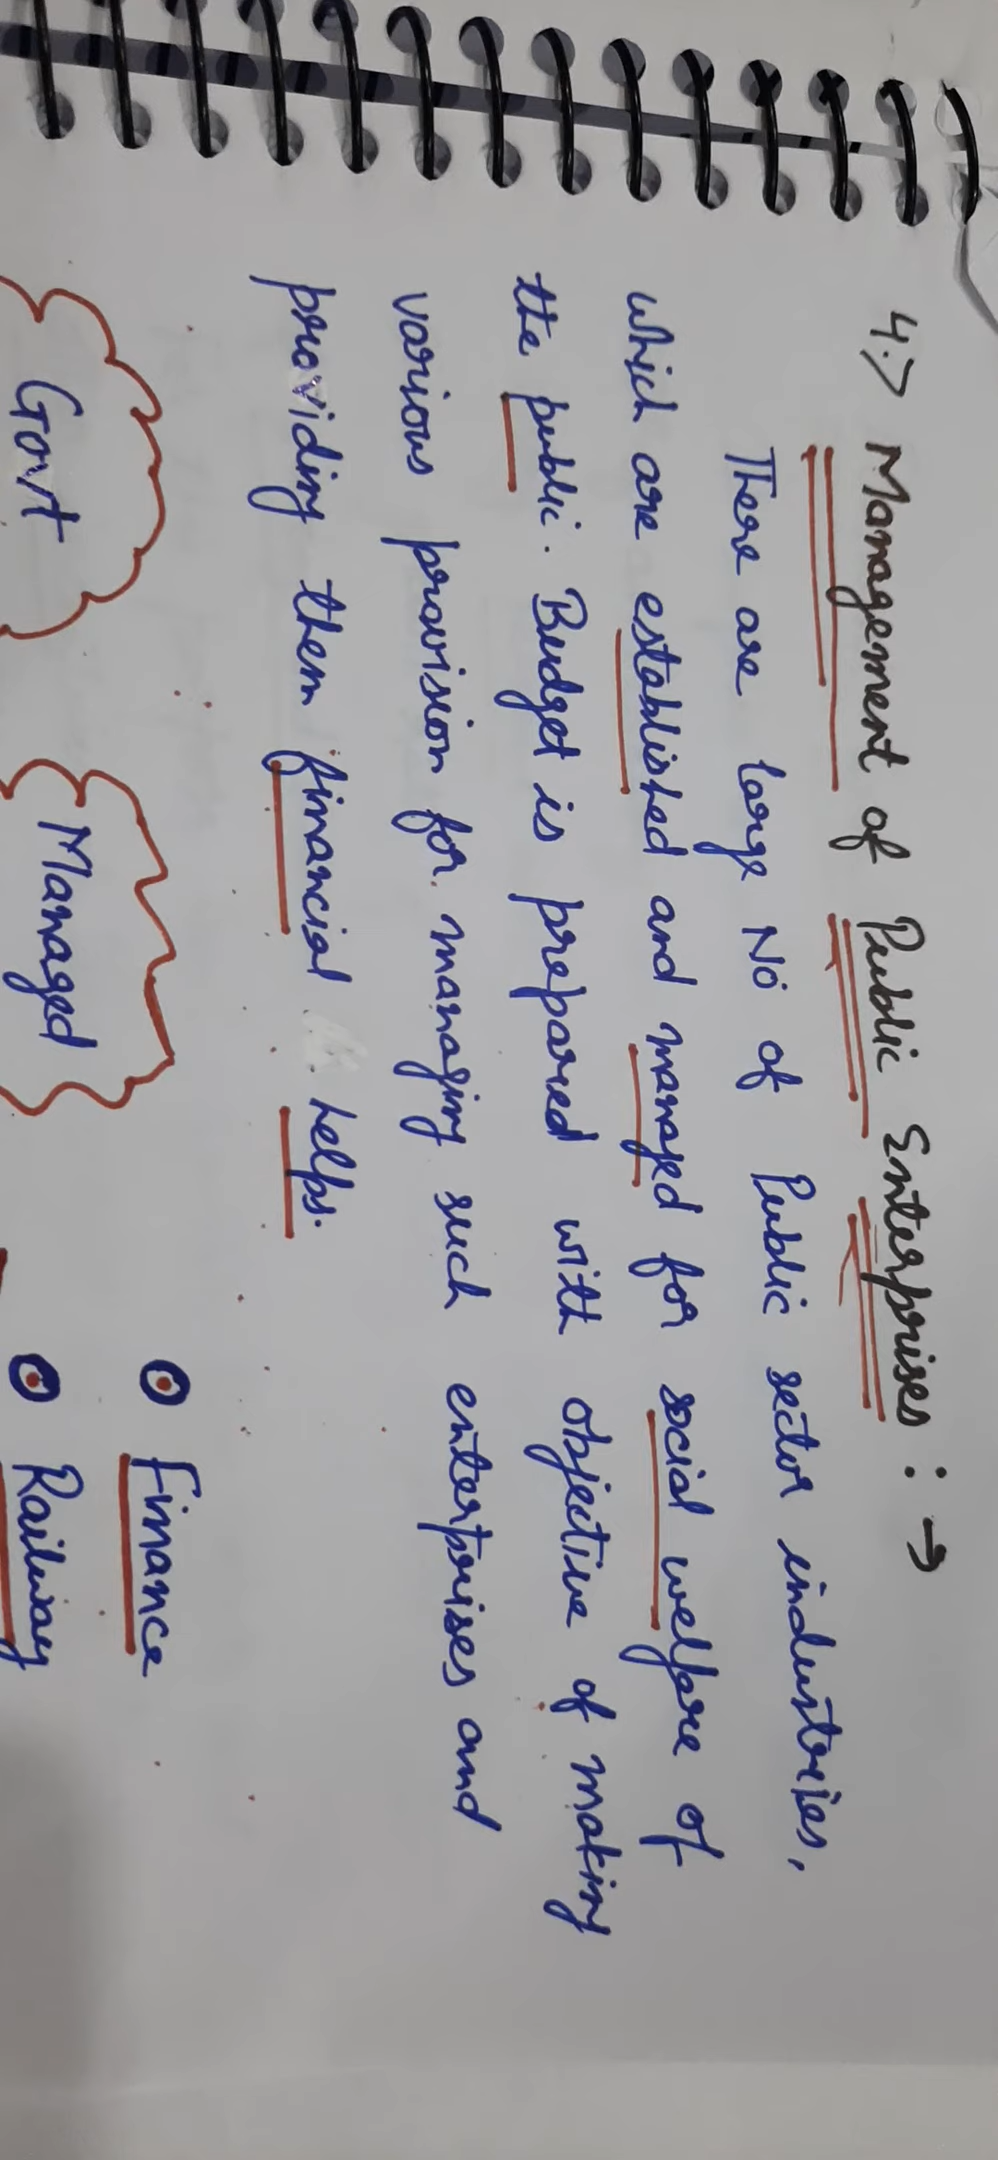 4:> Management of Public Enterprises : →
There are large No of Public sector industries,
which are established and managed for social welfare of
the public. Budget is prepared with objective of making
various provision for managing such enterprises and
providing them financial helps.
Finance
Govt Managed Railway